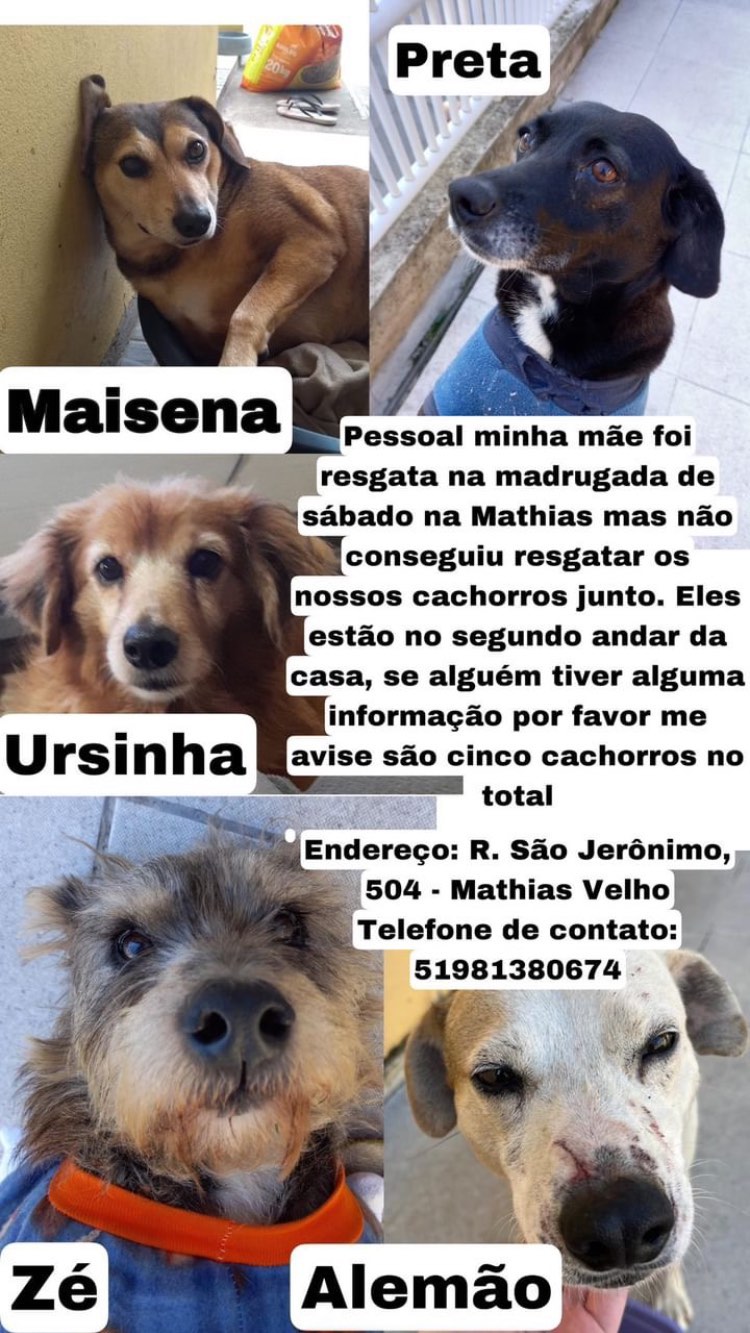 20kg
Preta
Maisena
Pessoal minha mãe foi
resgata na madrugada de
sábado na Mathias mas não
conseguiu resgatar os
nossos cachorros junto. Eles
estão no segundo andar da
casa, se alguém tiver alguma
informação por favor me
avise são cinco cachorros no
total
Ursinha
Endereço: R. São Jerônimo,
504 - Mathias Velho
Telefone de contato:
51981380674
Zé
Alemão